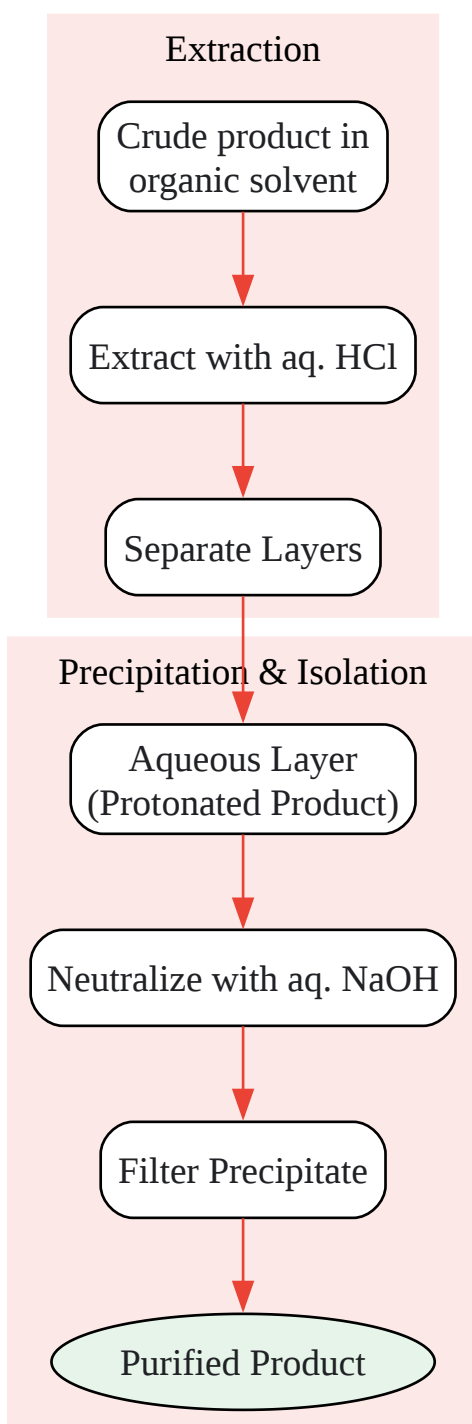 Extraction
Crude product in
organic solvent
Extract with aq. HCl
Separate Layers
Precipitation & Isolation
Aqueous Layer
(Protonated Product)
Neutralize with aq. NaOH
Filter Precipitate
Purified Product